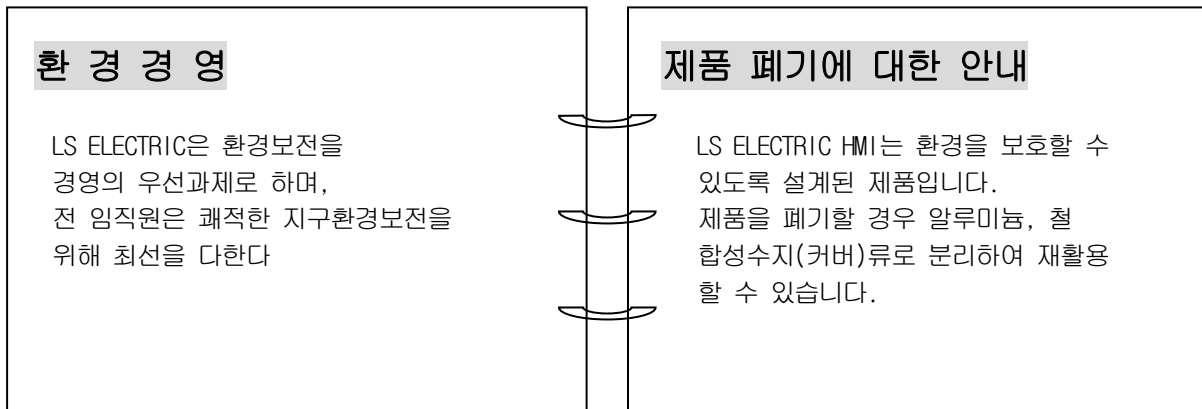 환 경 경 영
LS ELECTRIC은 환경보전을
경영의 우선과제로 하며,
전 임직원은 쾌적한 지구환경보전을
위해 최선을 다한다
제품 폐기에 대한 안내
LS ELECTRIC HMI는 환경을 보호할 수
있도록 설계된 제품입니다.
제품을 폐기할 경우 알루미늄, 철
합성수지(커버)류로 분리하여 재활용
할 수 있습니다.